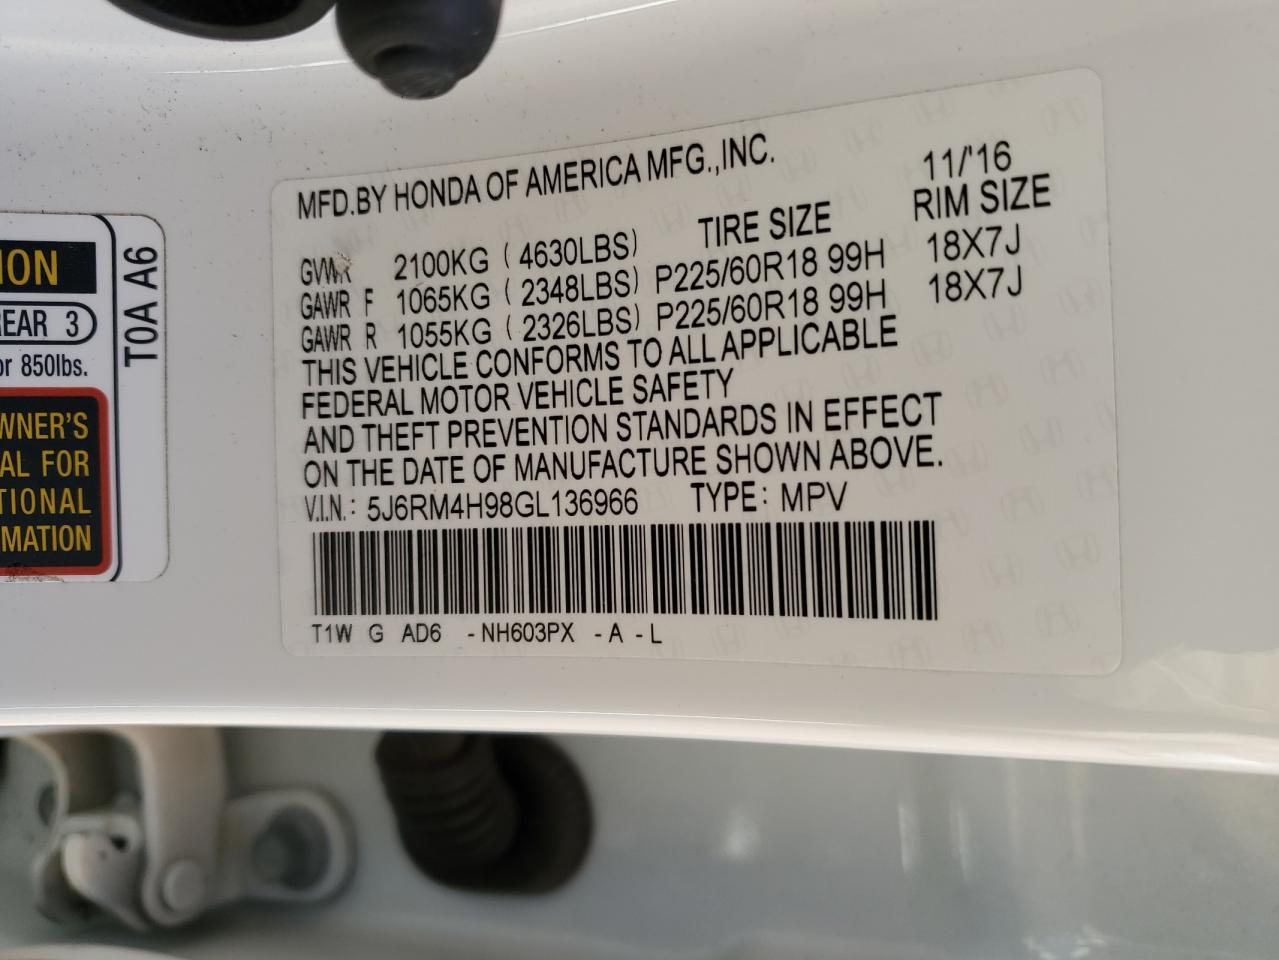 ION
REAR 3
or 850lbs.
WNER'S
AL FOR
TIONAL
MATION
T0A A6
MFD.BY HONDA OF AMERICA MFG.,INC. 11/'16
TIRE SIZE RIM SIZE
GVWR 2100KG ( 4630LBS)
GAWR F 1065KG ( 2348LBS) P225/60R18 99H 18X7J
GAWR R 1055KG ( 2326LBS) P225/60R18 99H 18X7J
THIS VEHICLE CONFORMS TO ALL APPLICABLE
FEDERAL MOTOR VEHICLE SAFETY
AND THEFT PREVENTION STANDARDS IN EFFECT
ON THE DATE OF MANUFACTURE SHOWN ABOVE.
V.I.N.: 5J6RM4H98GL136966 TYPE: MPV
T1W G AD6 -NH603PX -A -L